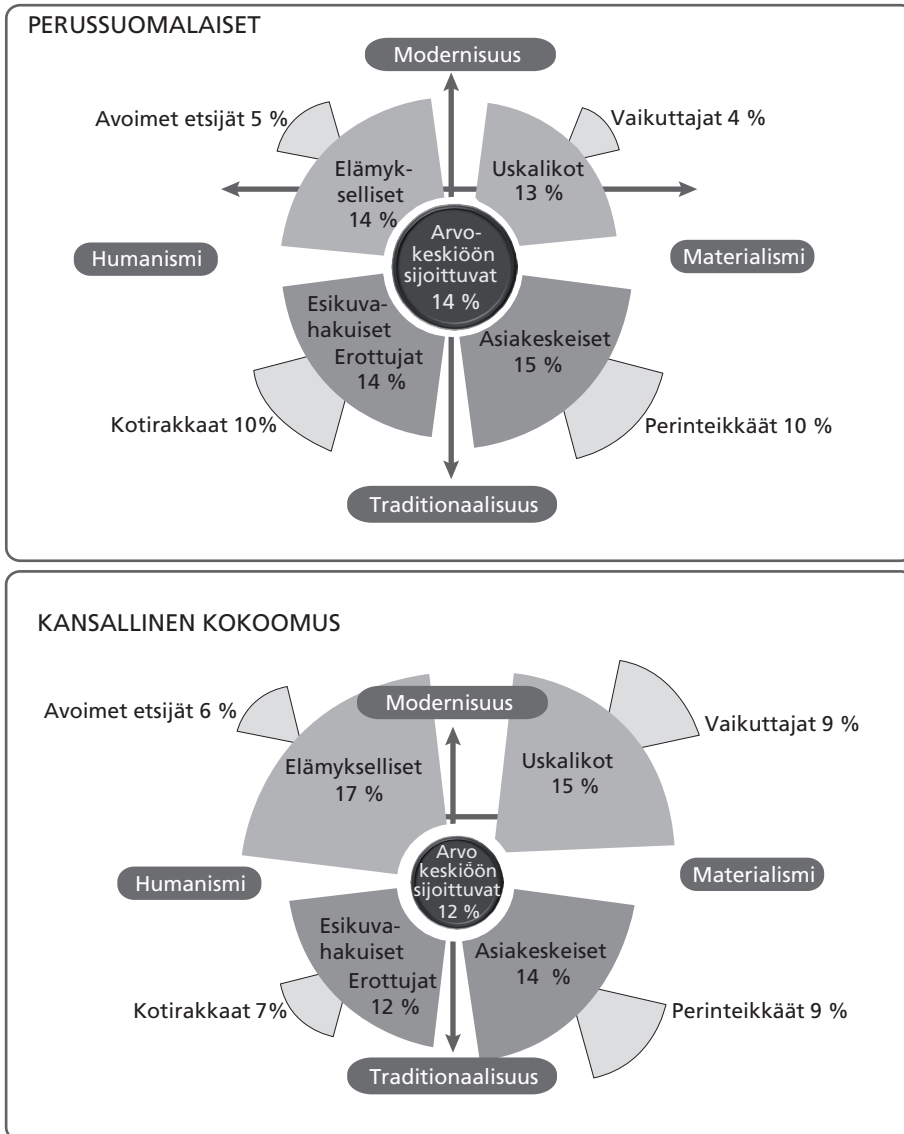 PERUSSUOMALAISET
Modernisuus
Avoimet etsijät 5 %
Vaikuttajat 4 %
Elämyk-
selliset
14 %
Uskalikot
13 %
Arvo-
keskiöön
sijoittuvat
14 %
Humanismi
Materialismi
Esikuva-
hakuiset
Erottujat
14 %
Asiakeskeiset
15 %
Kotirakkaat 10%
Perinteikkäät 10 %
Traditionaalisuus
KANSALLINEN KOKOOMUS
Modernisuus
Avoimet etsijät 6 %
Vaikuttajat 9 %
Elämykselliset
17 %
Uskalikot
15 %
Arvo
keskiöön
sijoittuvat
12 %
Humanismi
Materialismi
Esikuva-
hakuiset
Erottujat
12 %
Asiakeskeiset
14 %
Kotirakkaat 7%
Perinteikkäät 9 %
Traditionaalisuus